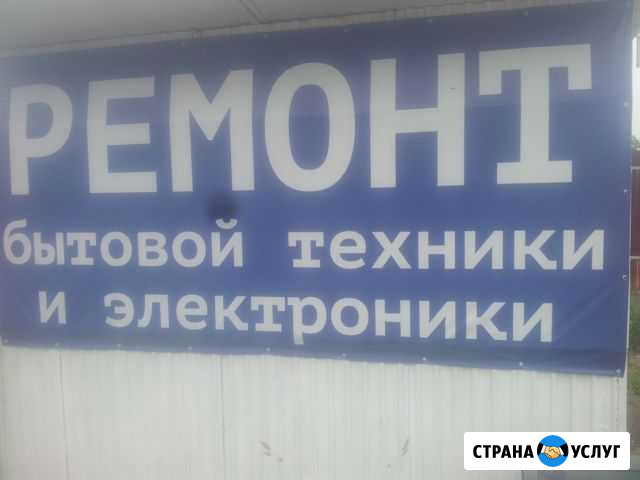 РЕМОНТ
бытовой техники
и электроники
СТРАНА УСЛУГ